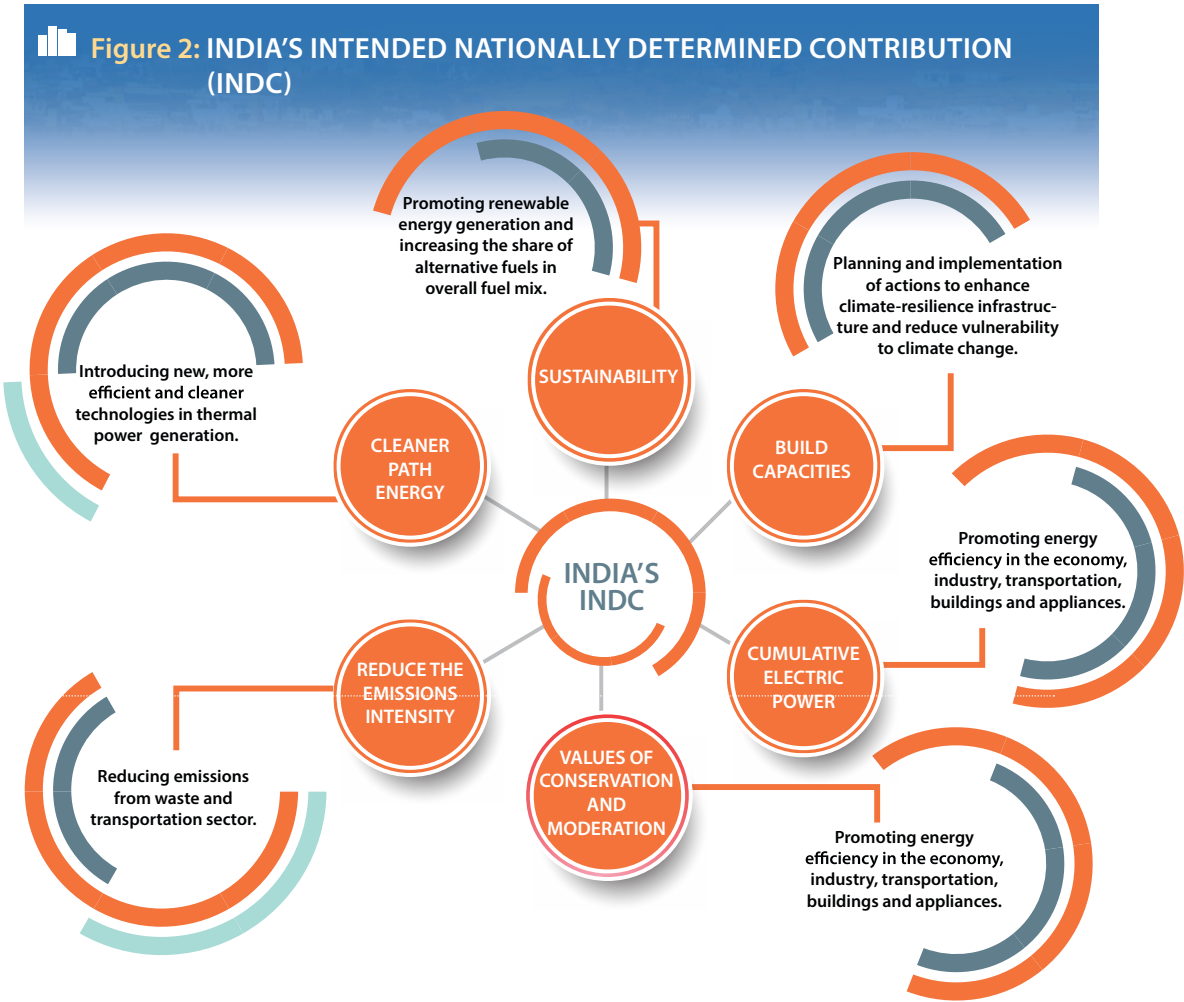 Figure 2: INDIA’S INTENDED NATIONALLY DETERMINED CONTRIBUTION
(INDC)
Promoting renewable
energy generation and
increasing the share of
alternative fuels in
overall fuel mix.
SUSTAINABILITY
Planning and implementation
of actions to enhance
climate-resilience infrastruc-
ture and reduce vulnerability
to climate change.
BUILD
CAPACITIES
Introducing new, more
efficient and cleaner
technologies in thermal
power generation.
CLEANER
PATH
ENERGY
INDIA’S
INDC
Promoting energy
efficiency in the economy,
industry, transportation,
buildings and appliances.
CUMULATIVE
ELECTRIC
POWER
REDUCE THE
EMISSIONS
INTENSITY
Reducing emissions
from waste and
transportation sector.
VALUES OF
CONSERVATION
AND
MODERATION
Promoting energy
efficiency in the economy,
industry, transportation,
buildings and appliances.